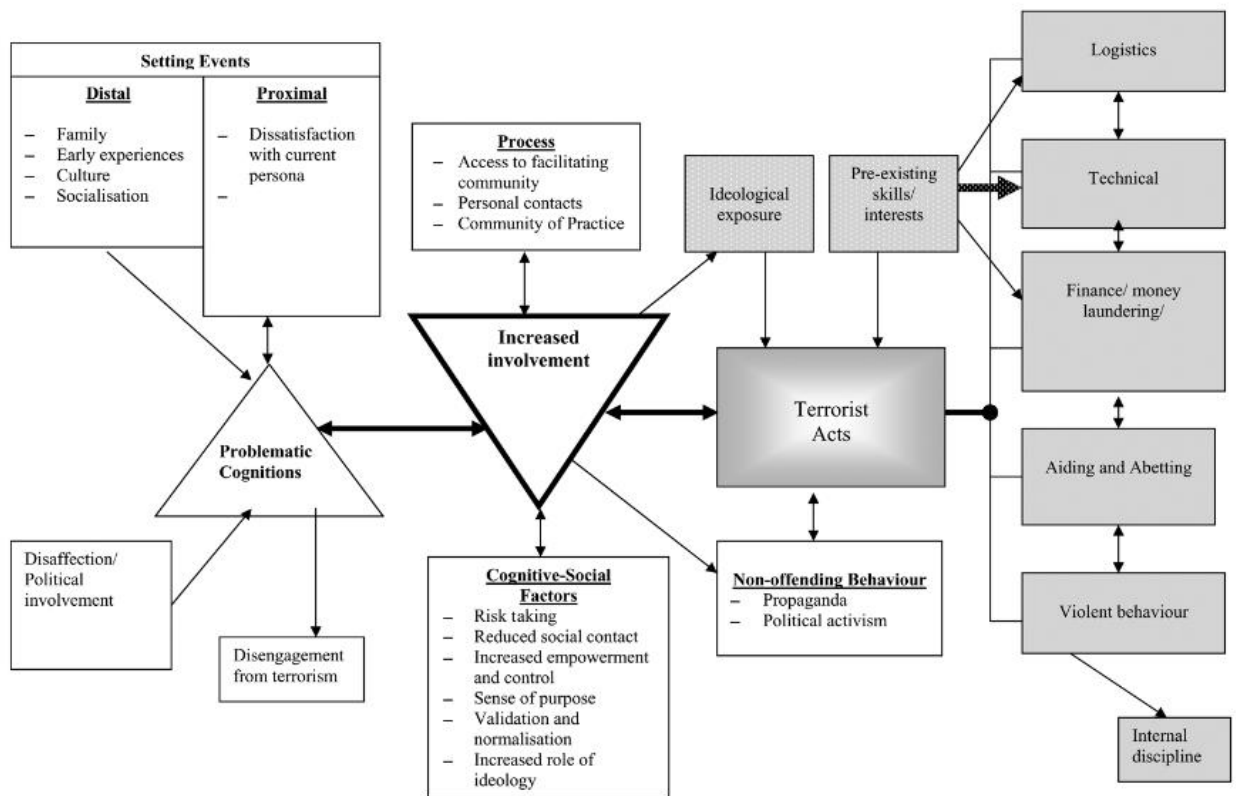 Setting Events
Distal
– Family
– Early experiences
– Culture
– Socialisation
Proximal
– Dissatisfaction
with current
persona
–
Process
– Access to facilitating
community
– Personal contacts
– Community of Practice
Ideological
exposure
Pre-existing
skills/
interests
Logistics
Technical
Finance/ money
laundering/
Aiding and Abetting
Violent behaviour
Internal
discipline
Increased
involvement
Terrorist
Acts
Problematic
Cognitions
Disaffection/
Political
involvement
Disengagement
from terrorism
Cognitive-Social
Factors
– Risk taking
– Reduced social contact
– Increased empowerment
and control
– Sense of purpose
– Validation and
normalisation
– Increased role of
ideology
Non-offending Behaviour
– Propaganda
– Political activism